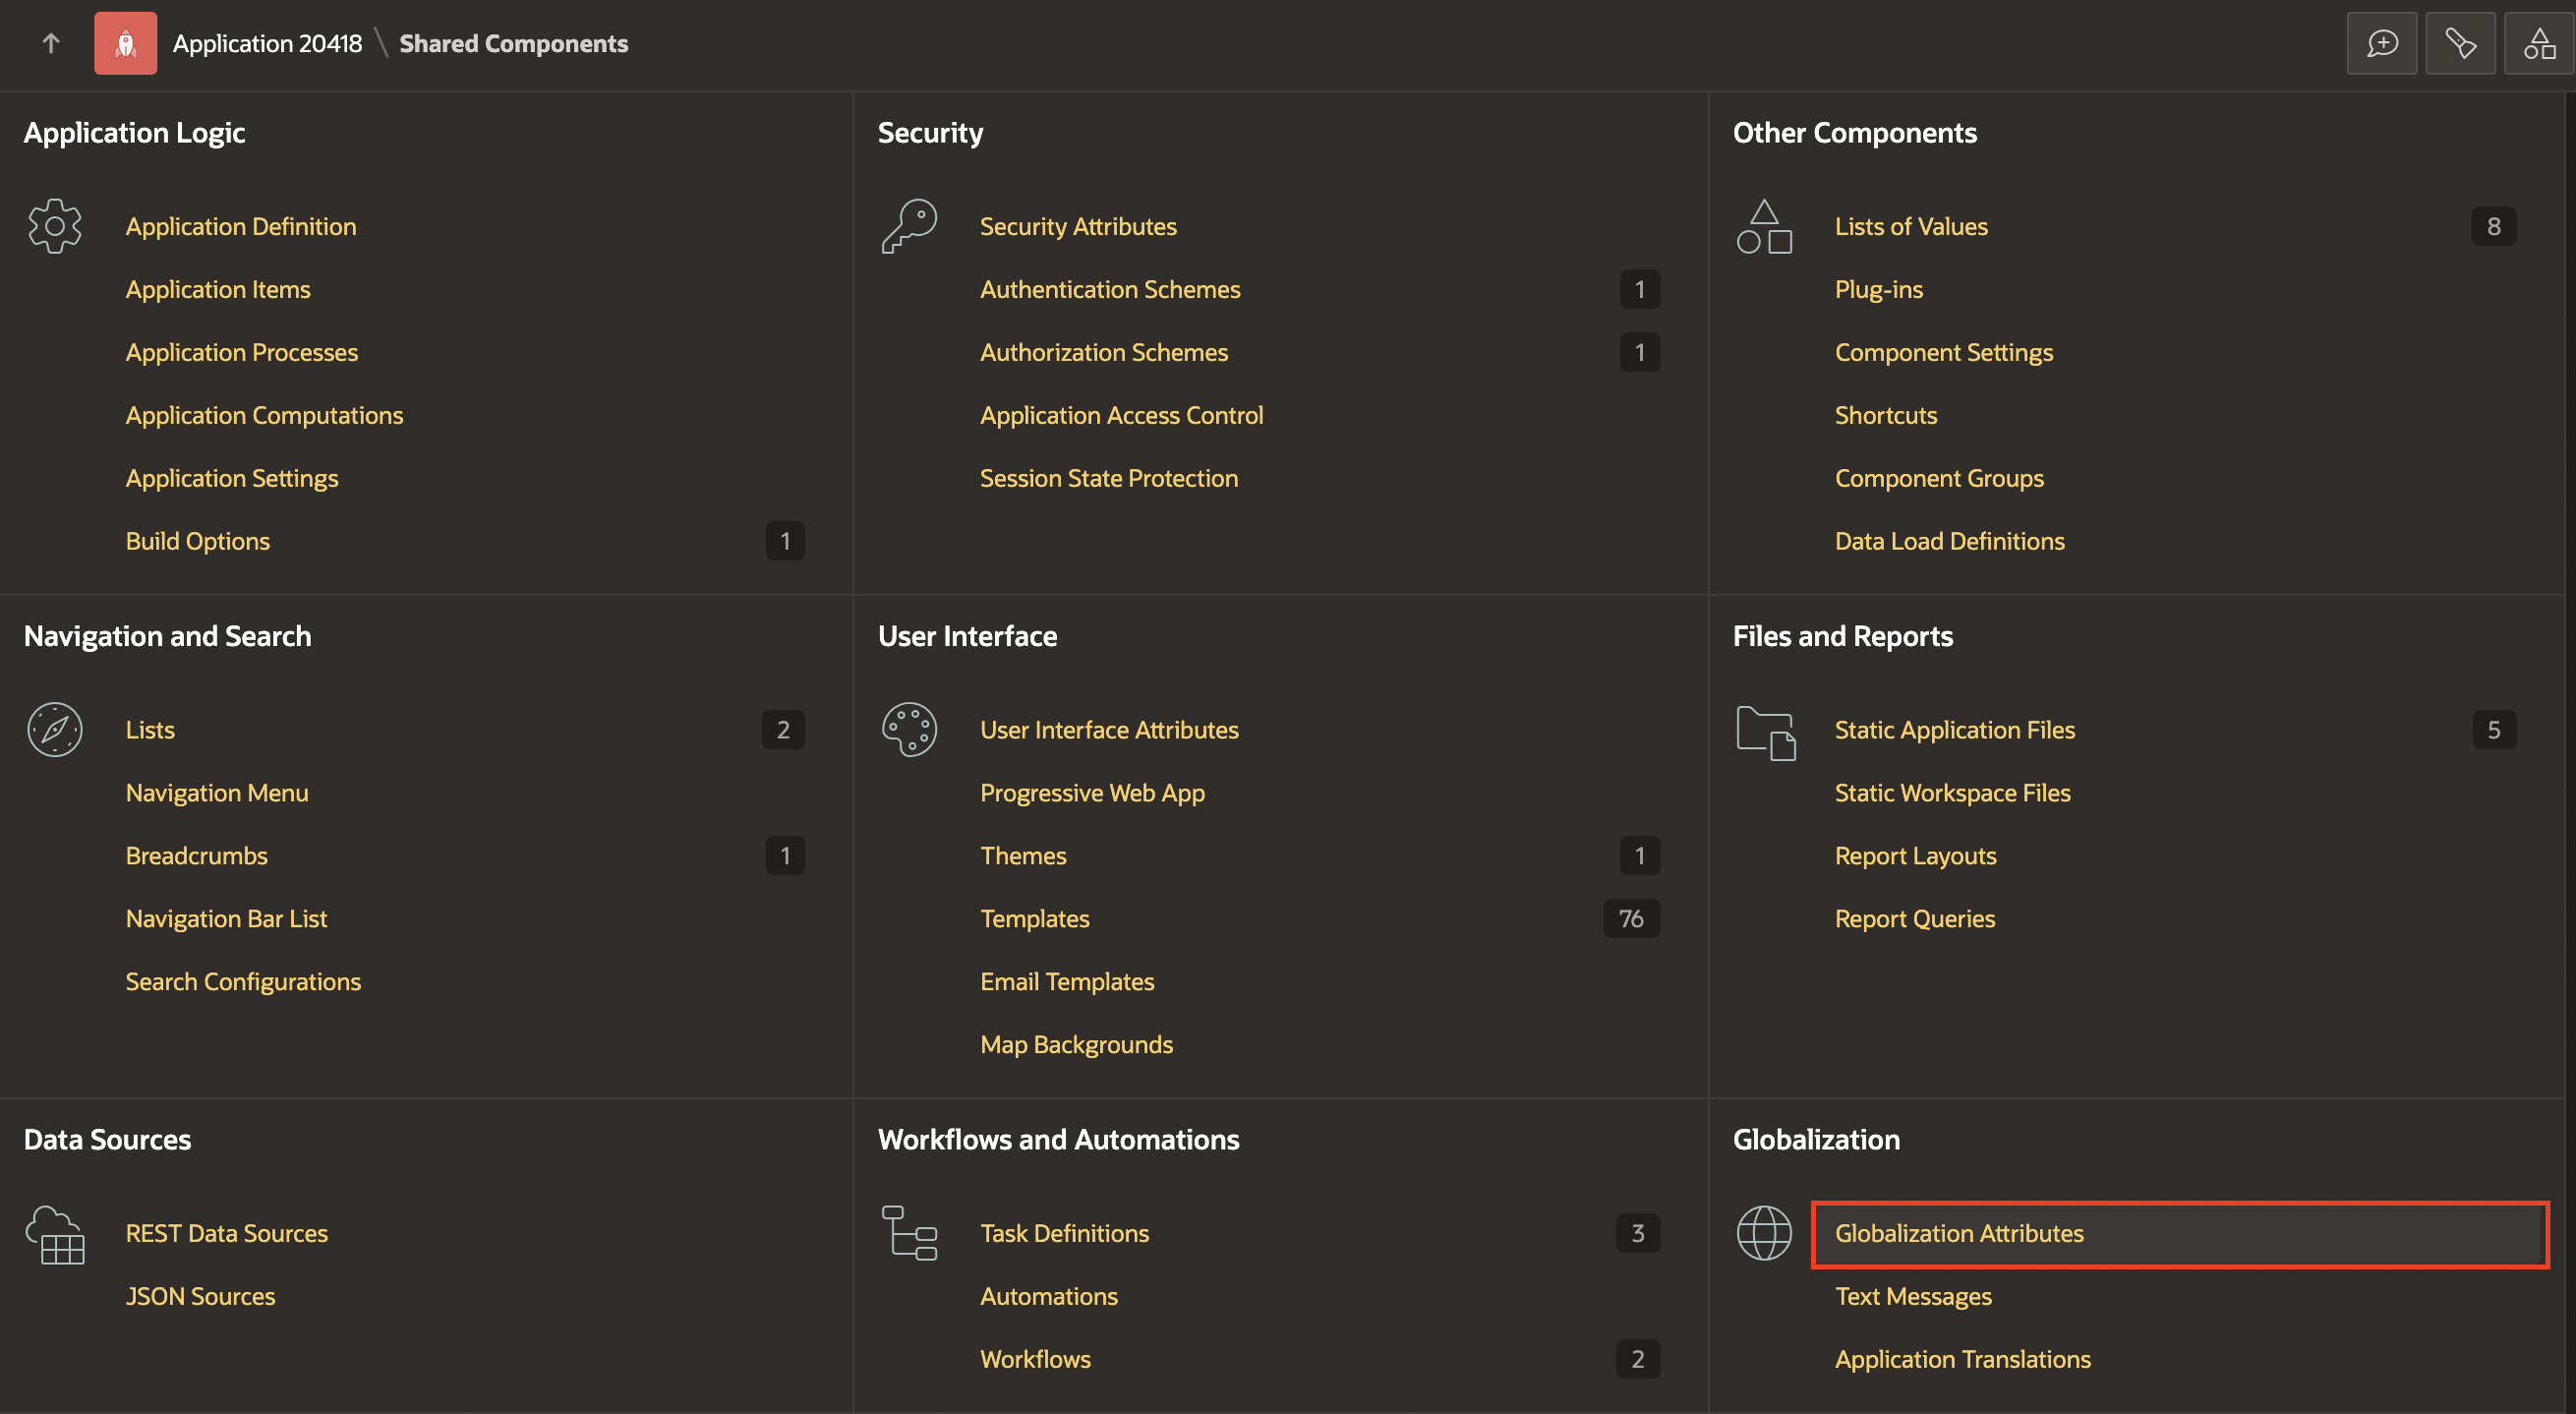 Application 20418 \ Shared Components
Application Logic
Application Definition
Application Items
Application Processes
Application Computations
Application Settings
Build Options 1
Security
Security Attributes
Authentication Schemes 1
Authorization Schemes 1
Application Access Control
Session State Protection
Other Components
Lists of Values 8
Plug-ins
Component Settings
Shortcuts
Component Groups
Data Load Definitions
Navigation and Search
Lists 2
Navigation Menu
Breadcrumbs 1
Navigation Bar List
Search Configurations
User Interface
User Interface Attributes
Progressive Web App
Themes 1
Templates 76
Email Templates
Map Backgrounds
Files and Reports
Static Application Files 5
Static Workspace Files
Report Layouts
Report Queries
Data Sources
REST Data Sources
JSON Sources
Workflows and Automations
Task Definitions 3
Automations
Workflows 2
Globalization
Globalization Attributes
Text Messages
Application Translations